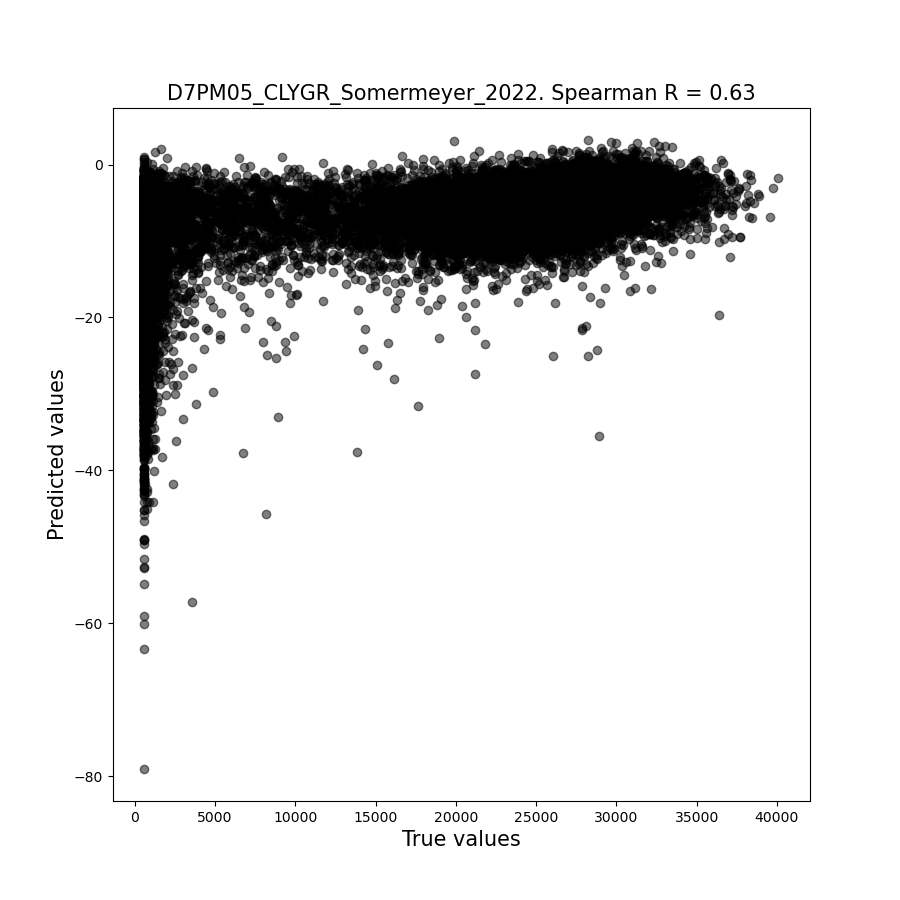 D7PM05_CLYGR_Somermeyer_2022. Spearman R = 0.63
0
−20
−40
−60
−80
Predicted values
0 5000 10000 15000 20000 25000 30000 35000 40000
True values